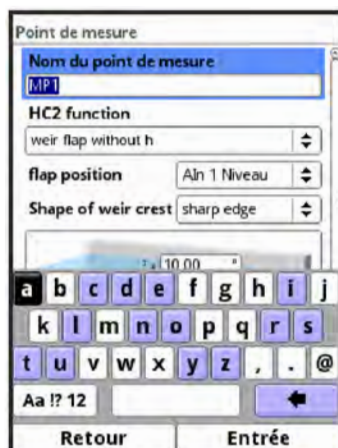 Point de mesure
Nom du point de mesure
MP1
HC2 function
weir flap without h
flap position AIn 1 Niveau
Shape of weir crest sharp edge
10.00 °
a b c d e f g h i j
k l m n o p q r s
t u v w x y z , . @
Aa !? 12
Retour Entrée